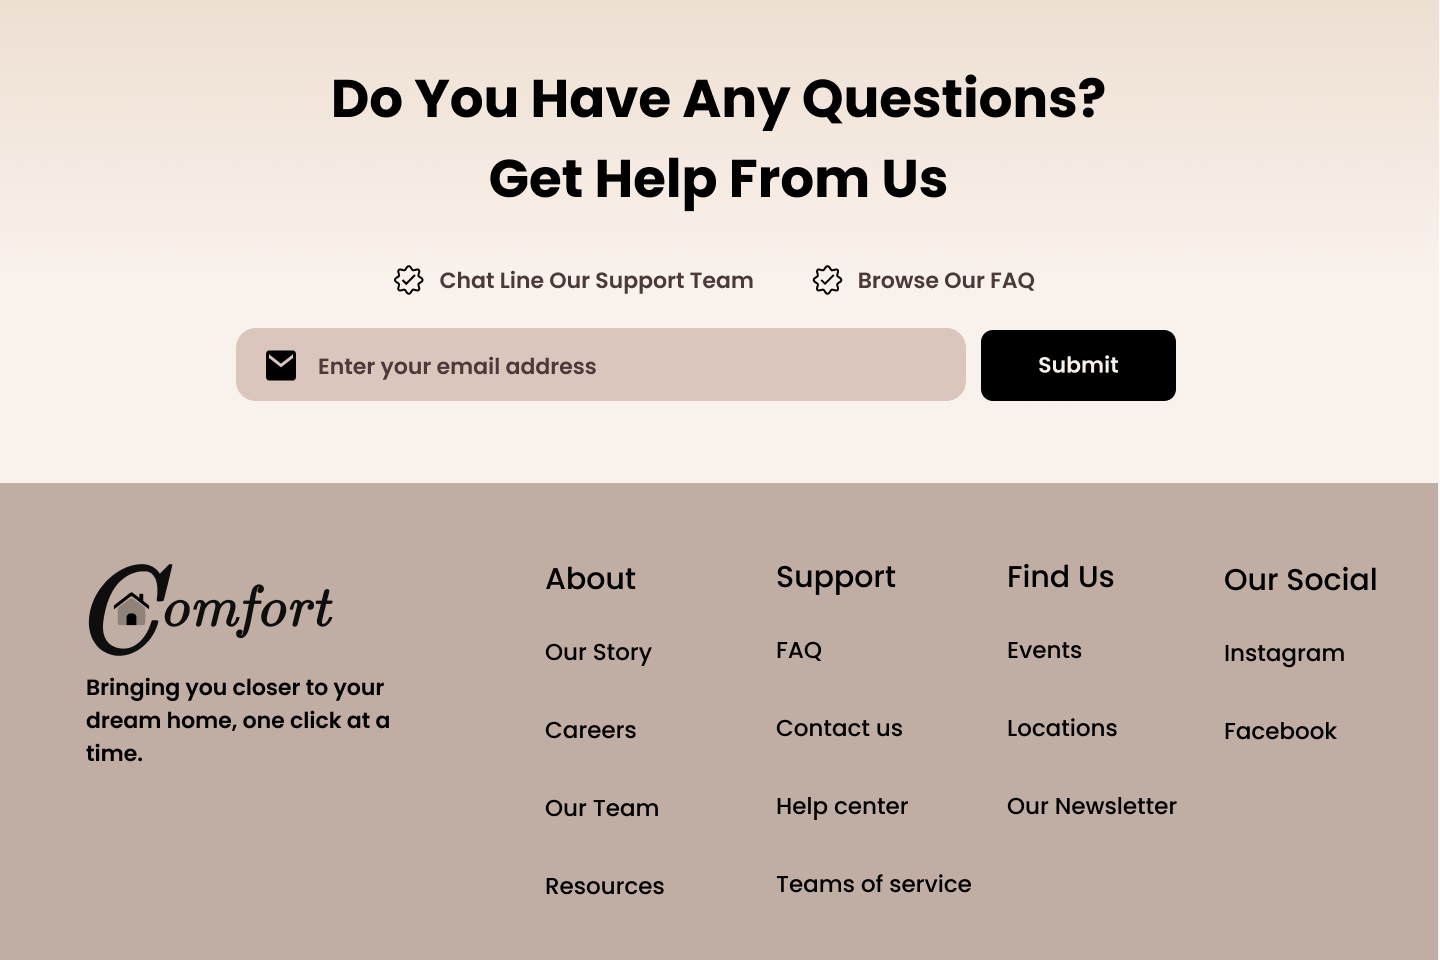 Do You Have Any Questions?
Get Help From Us
Chat Line Our Support Team
Browse Our FAQ
Enter your email address
Submit
Comfort
Bringing you closer to your
dream home, one click at a
time.
About
Our Story
Careers
Our Team
Resources
Support
FAQ
Contact us
Help center
Teams of service
Find Us
Events
Locations
Our Newsletter
Our Social
Instagram
Facebook